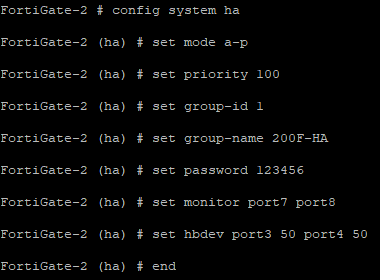 FortiGate-2 # config system ha
FortiGate-2 (ha) # set mode a-p
FortiGate-2 (ha) # set priority 100
FortiGate-2 (ha) # set group-id 1
FortiGate-2 (ha) # set group-name 200F-HA
FortiGate-2 (ha) # set password 123456
FortiGate-2 (ha) # set monitor port7 port8
FortiGate-2 (ha) # set hbdev port3 50 port4 50
FortiGate-2 (ha) # end